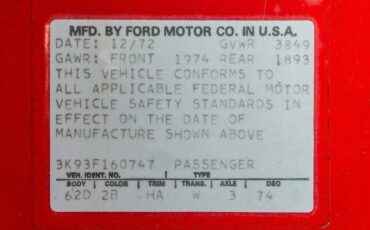 MFD. BY FORD MOTOR CO. IN U.S.A.
DATE: 12/72 GVWR 3849
GAWR: FRONT 1974 REAR 1893
THIS VEHICLE CONFORMS TO
ALL APPLICABLE FEDERAL MOTOR
VEHICLE SAFETY STANDARDS IN
EFFECT ON THE DATE OF
MANUFACTURE SHOWN ABOVE
3K93F160747 PASSENGER
VEH. IDENT. NO. TYPE
BODY COLOR TRIM TRANS. AXLE DSO
62D 2B HA W 3 74